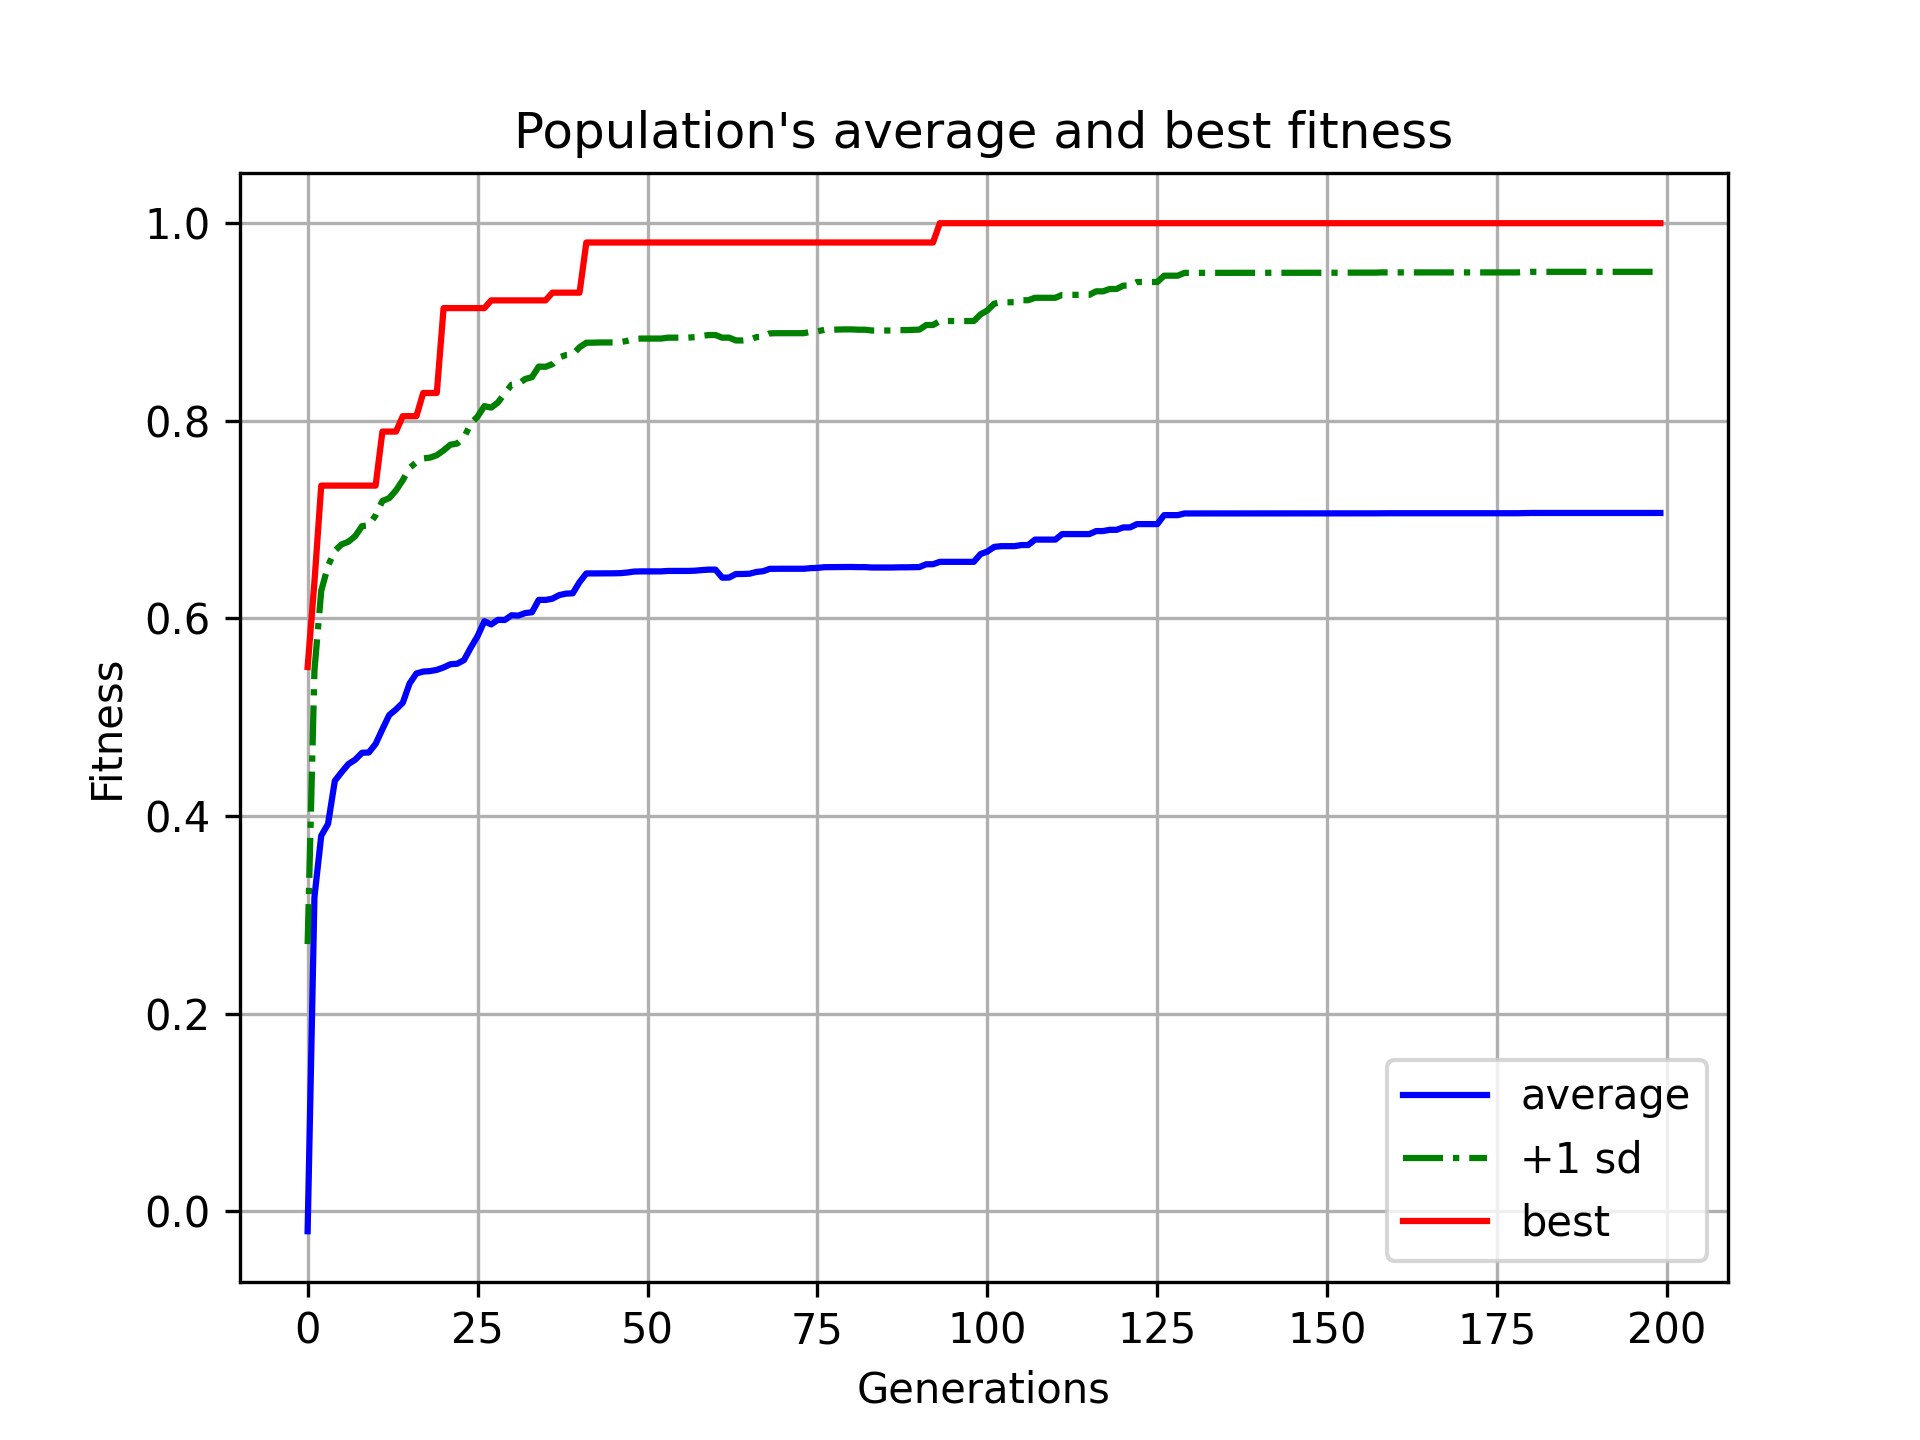 Population's average and best fitness
1.0
0.8
0.6
0.4
0.2
0.0
Fitness
0 25 50 75 100 125 150 175 200
Generations
average
+1 sd
best